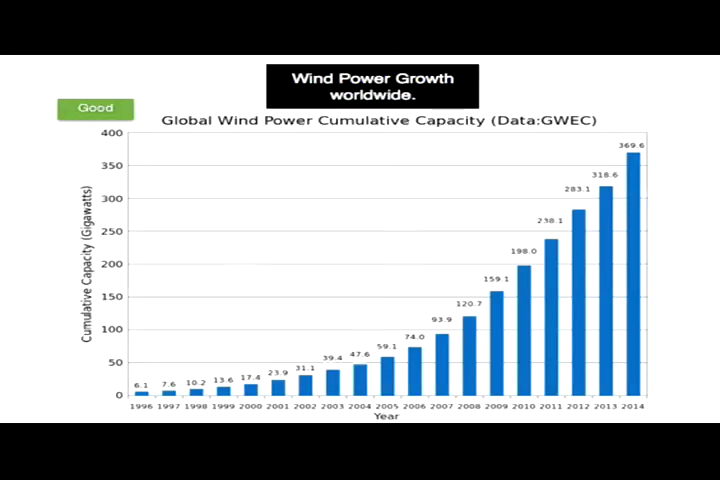 Wind Power Growth
worldwide.
Good
Global Wind Power Cumulative Capacity (Data:GWEC)
Cumulative Capacity (Gigawatts)
400
350
300
250
200
150
100
50
0
6.1 7.6 10.2 13.6 17.4 23.9 31.1 39.4 47.6 59.1 74.0 93.9 120.7 159.1 198.0 238.1 283.1 318.6 369.6
1996 1997 1998 1999 2000 2001 2002 2003 2004 2005 2006 2007 2008 2009 2010 2011 2012 2013 2014
Year